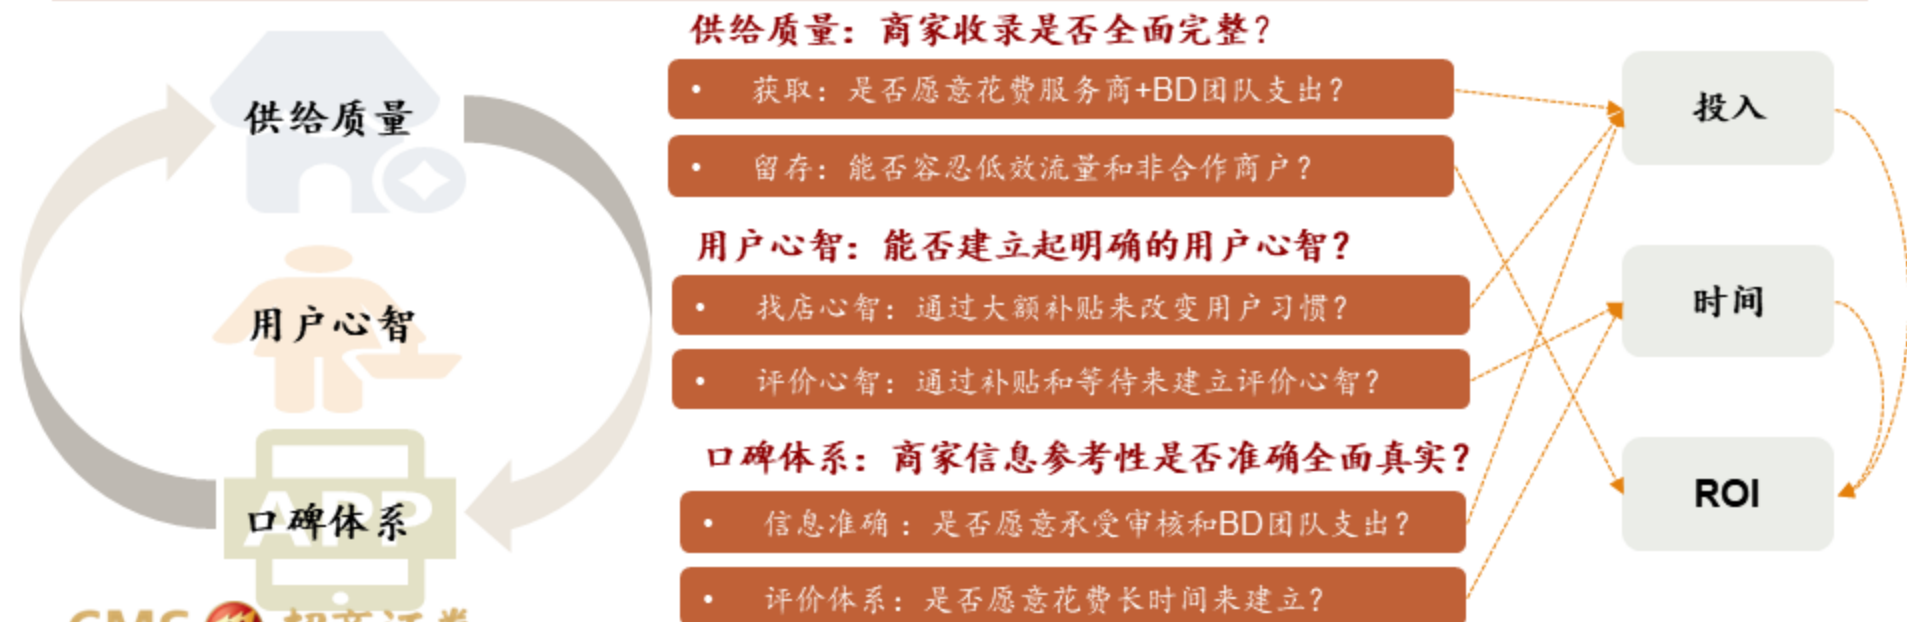 供给质量
用户心智
APP
口碑体系
CMS 招商证券
供给质量：商家收录是否全面完整？
• 获取：是否愿意花费服务商+BD团队支出？
• 留存：能否容忍低效流量和非合作商户？
用户心智：能否建立起明确的用户心智？
• 找店心智：通过大额补贴来改变用户习惯？
• 评价心智：通过补贴和等待来建立评价心智？
口碑体系：商家信息参考性是否准确全面真实？
• 信息准确：是否愿意承受审核和BD团队支出？
• 评价体系：是否愿意花费长时间来建立？
投入
时间
ROI